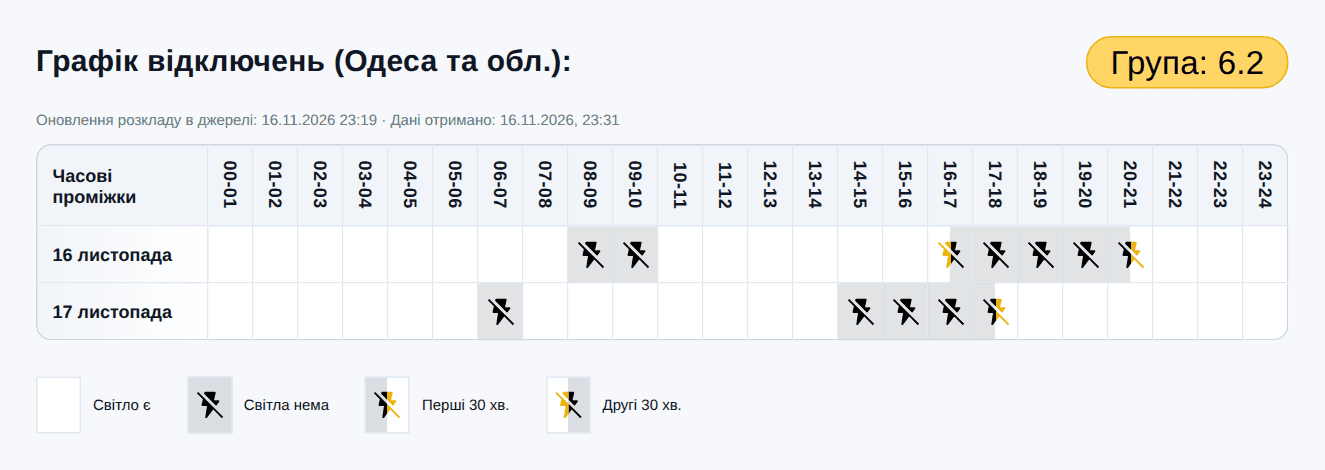 Графік відключень (Одеса та обл.):
Група: 6.2
Оновлення розкладу в джерелі: 16.11.2026 23:19 · Дані отримано: 16.11.2026, 23:31
Часові
проміжки
00-01
01-02
02-03
03-04
04-05
05-06
06-07
07-08
08-09
09-10
10-11
11-12
12-13
13-14
14-15
15-16
16-17
17-18
18-19
19-20
20-21
21-22
22-23
23-24
16 листопада
17 листопада
Світло є
Світла нема
Перші 30 хв.
Другі 30 хв.